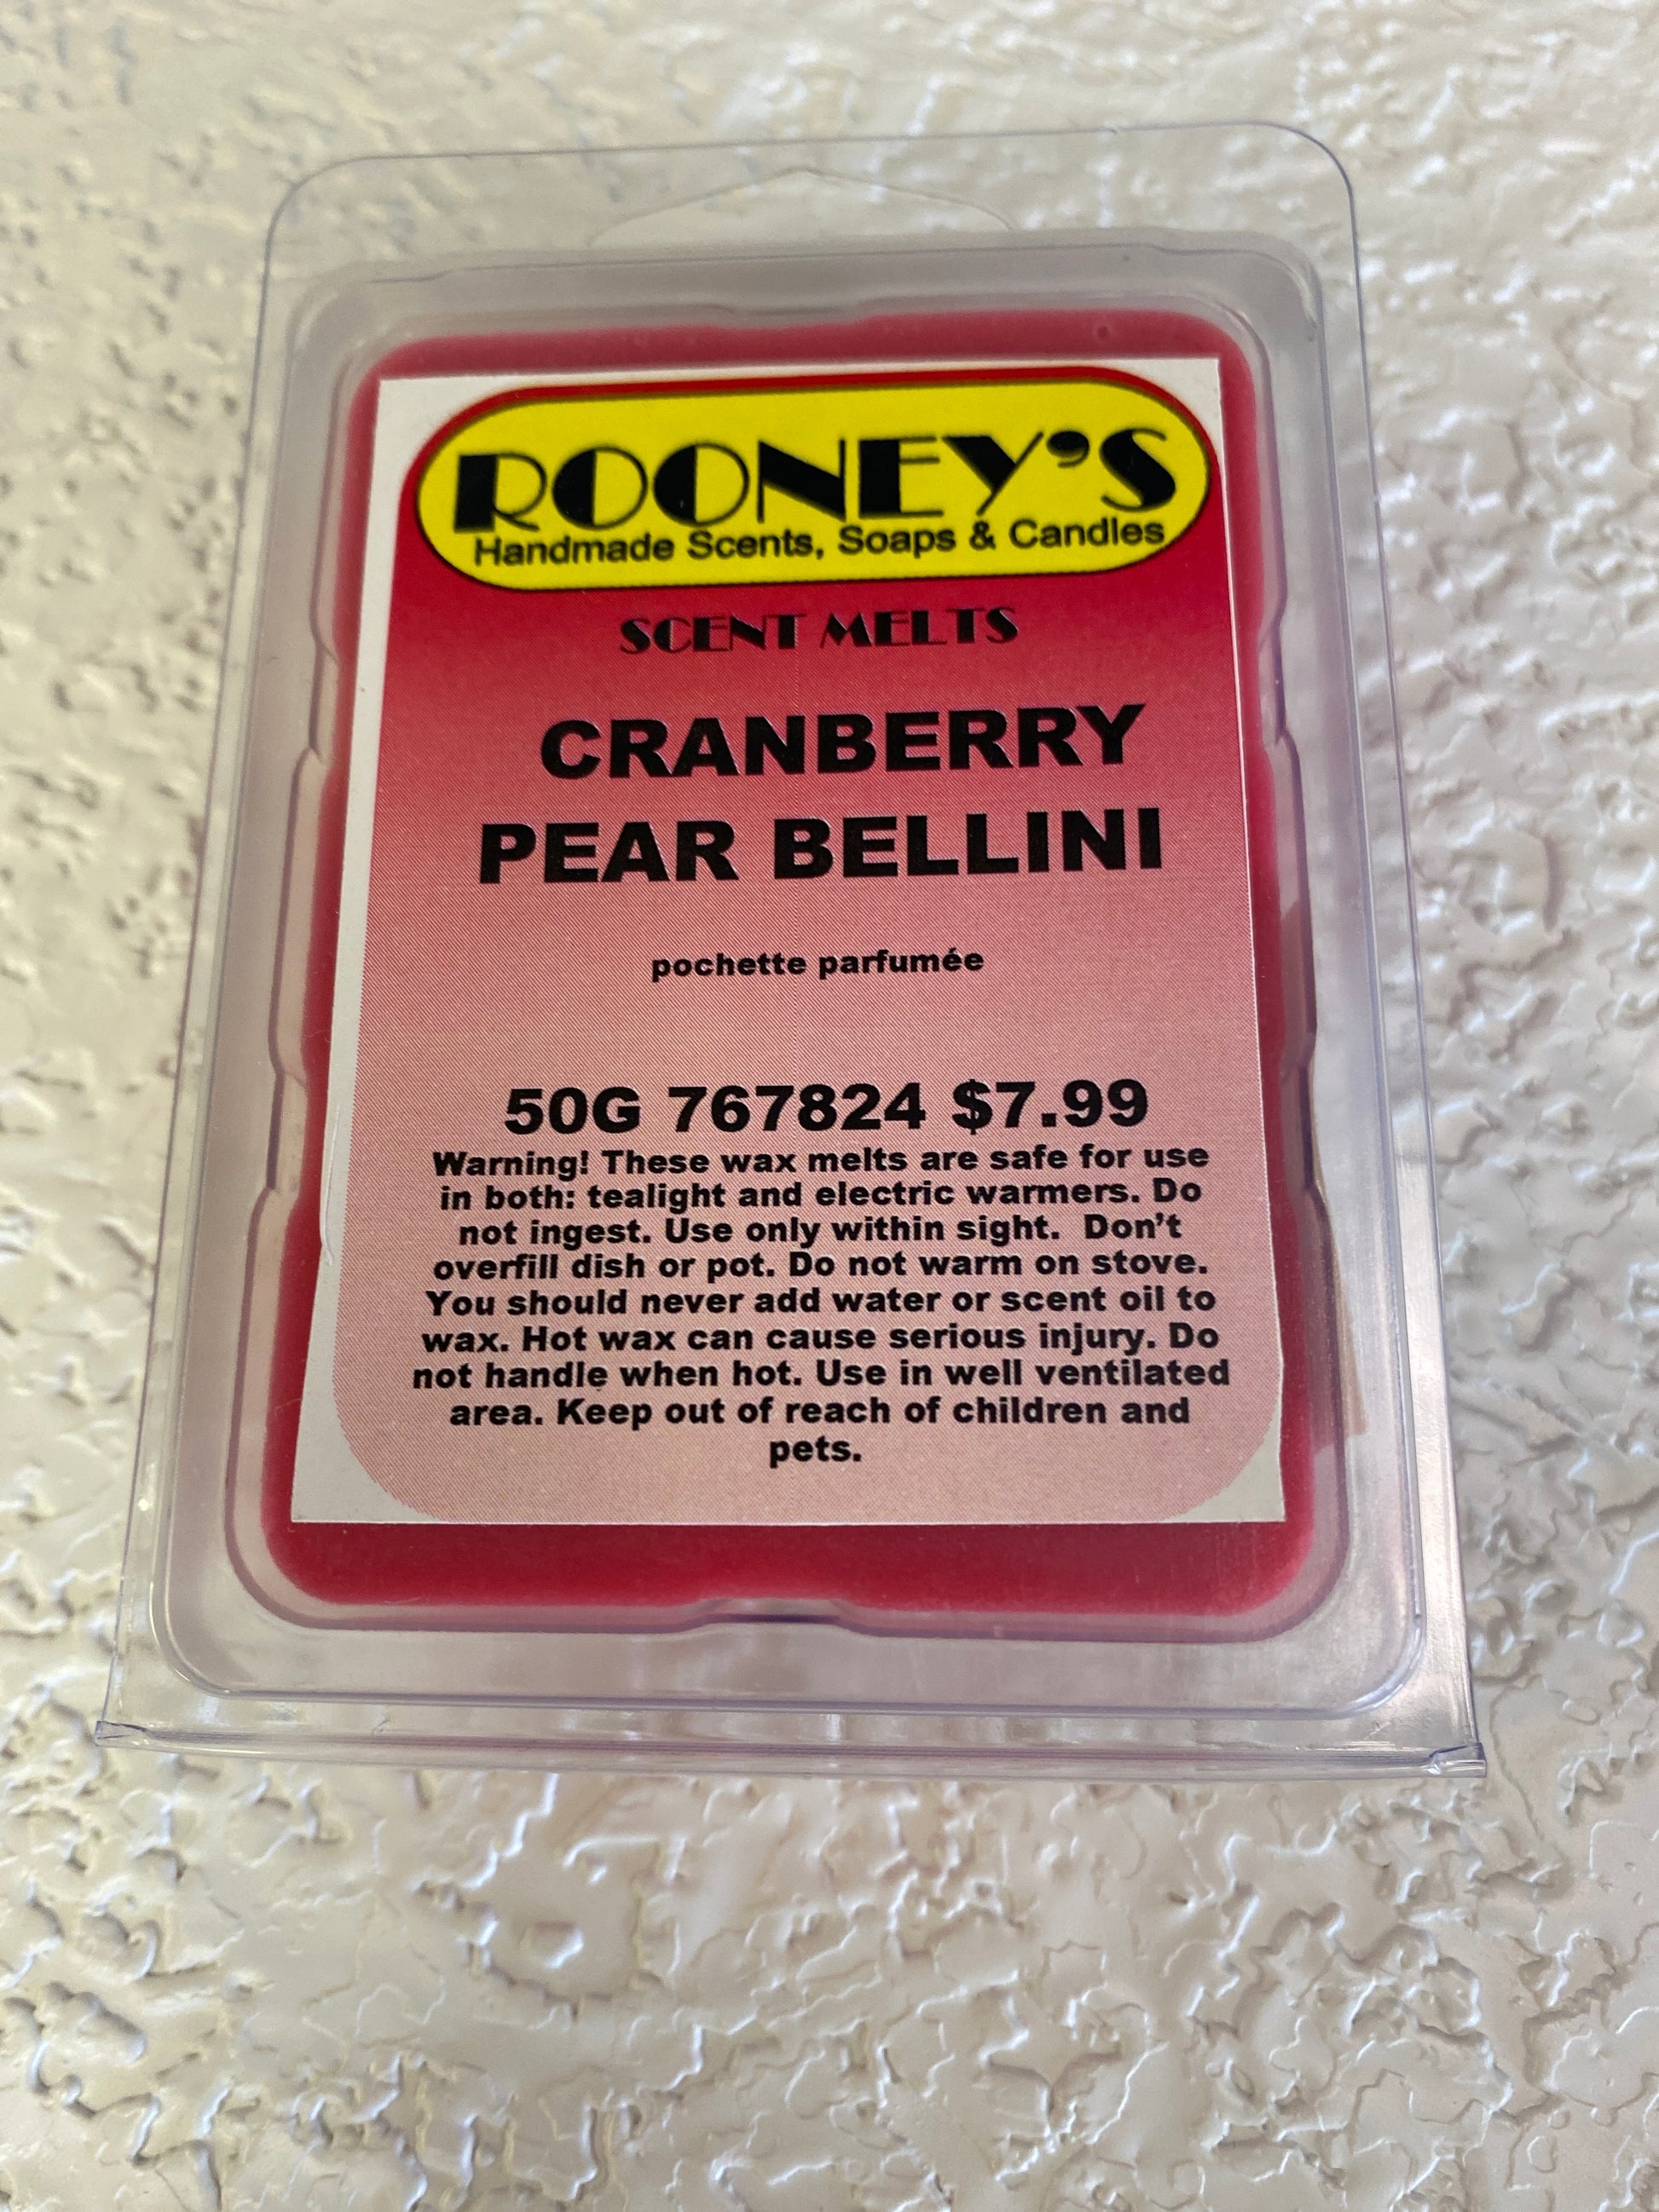 ROONEY'S
Handmade Scents, Soaps & Candles
SCENT MELTS
CRANBERRY
PEAR BELLINI
pochette parfumée
50G 767824 $7.99
Warning! These wax melts are safe for use
in both: tealight and electric warmers. Do
not ingest. Use only within sight.  Don't
overfill dish or pot. Do not warm on stove.
You should never add water or scent oil to
wax. Hot wax can cause serious injury. Do
not handle when hot. Use in well ventilated
area. Keep out of reach of children and
pets.